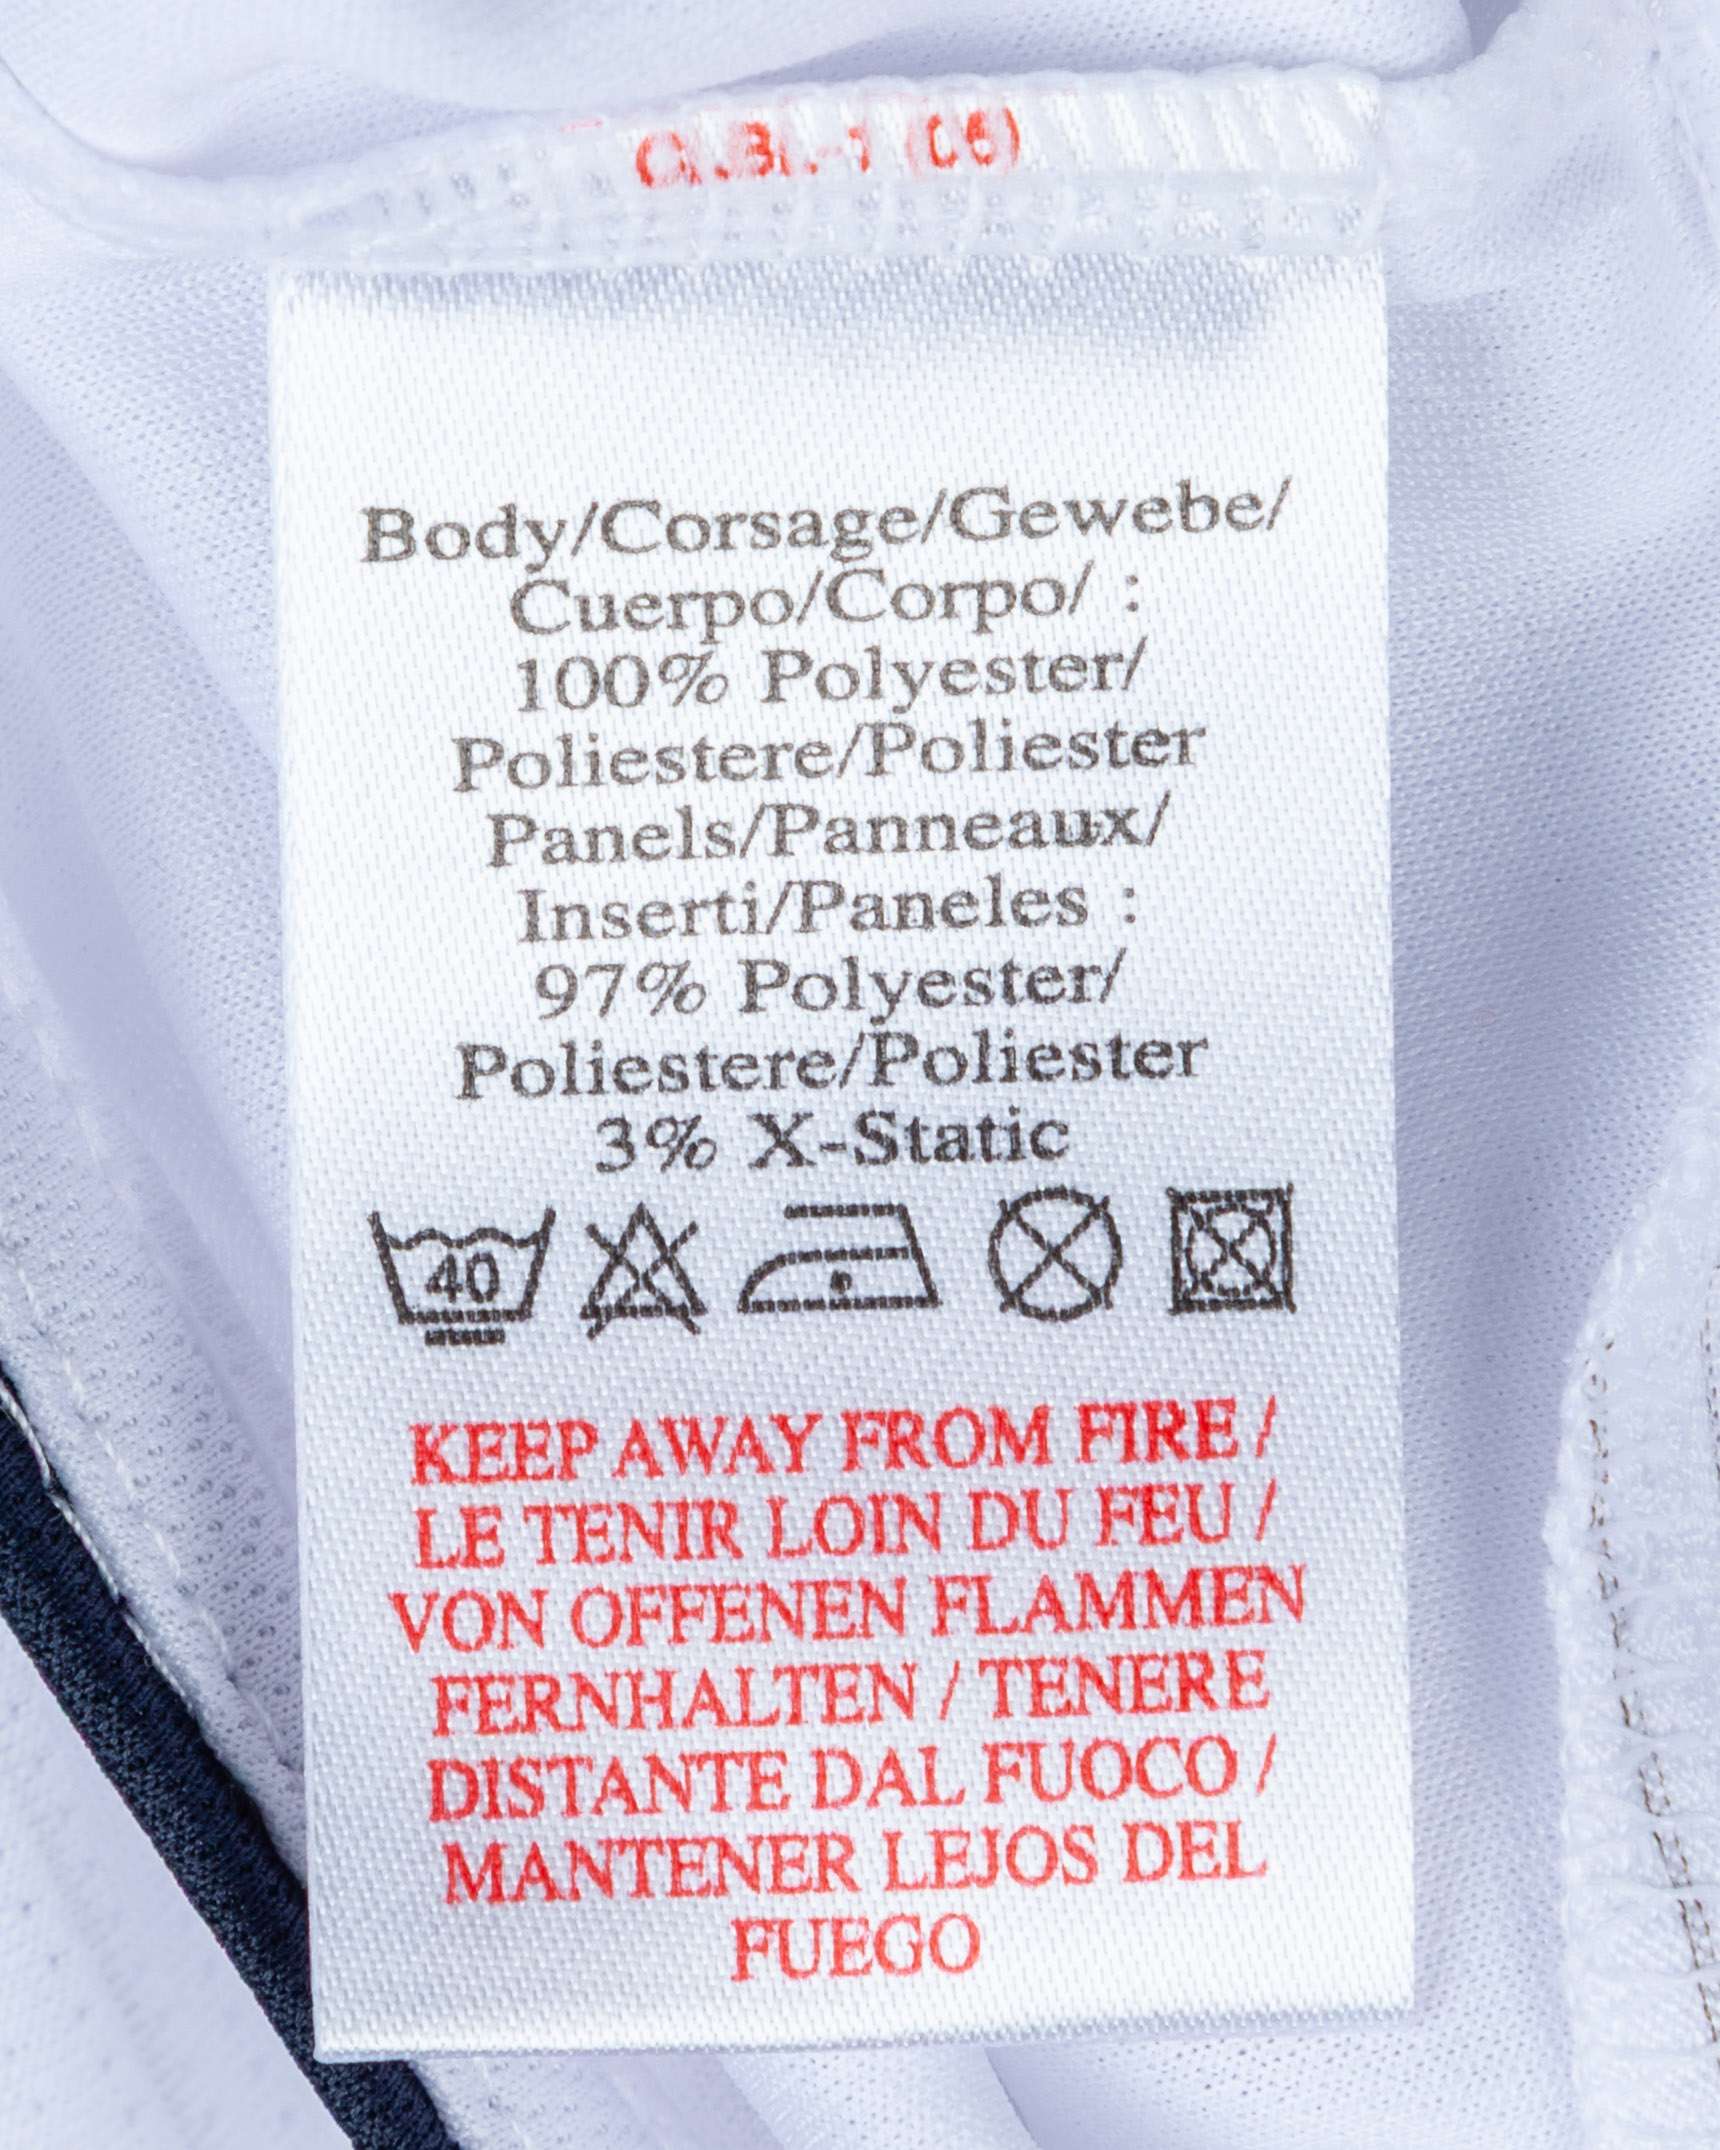 Body/Corsage/Gewebe/
Cuerpo/Corpo/ :
100% Polyester/
Poliestere/Poliester
Panels/Panneaux/
Inserti/Paneles :
97% Polyester/
Poliestere/Poliester
3% X-Static
40
KEEP AWAY FROM FIRE /
LE TENIR LOIN DU FEU /
VON OFFENEN FLAMMEN
FERNHALTEN / TENERE
DISTANTE DAL FUOCO /
MANTENER LEJOS DEL
FUEGO